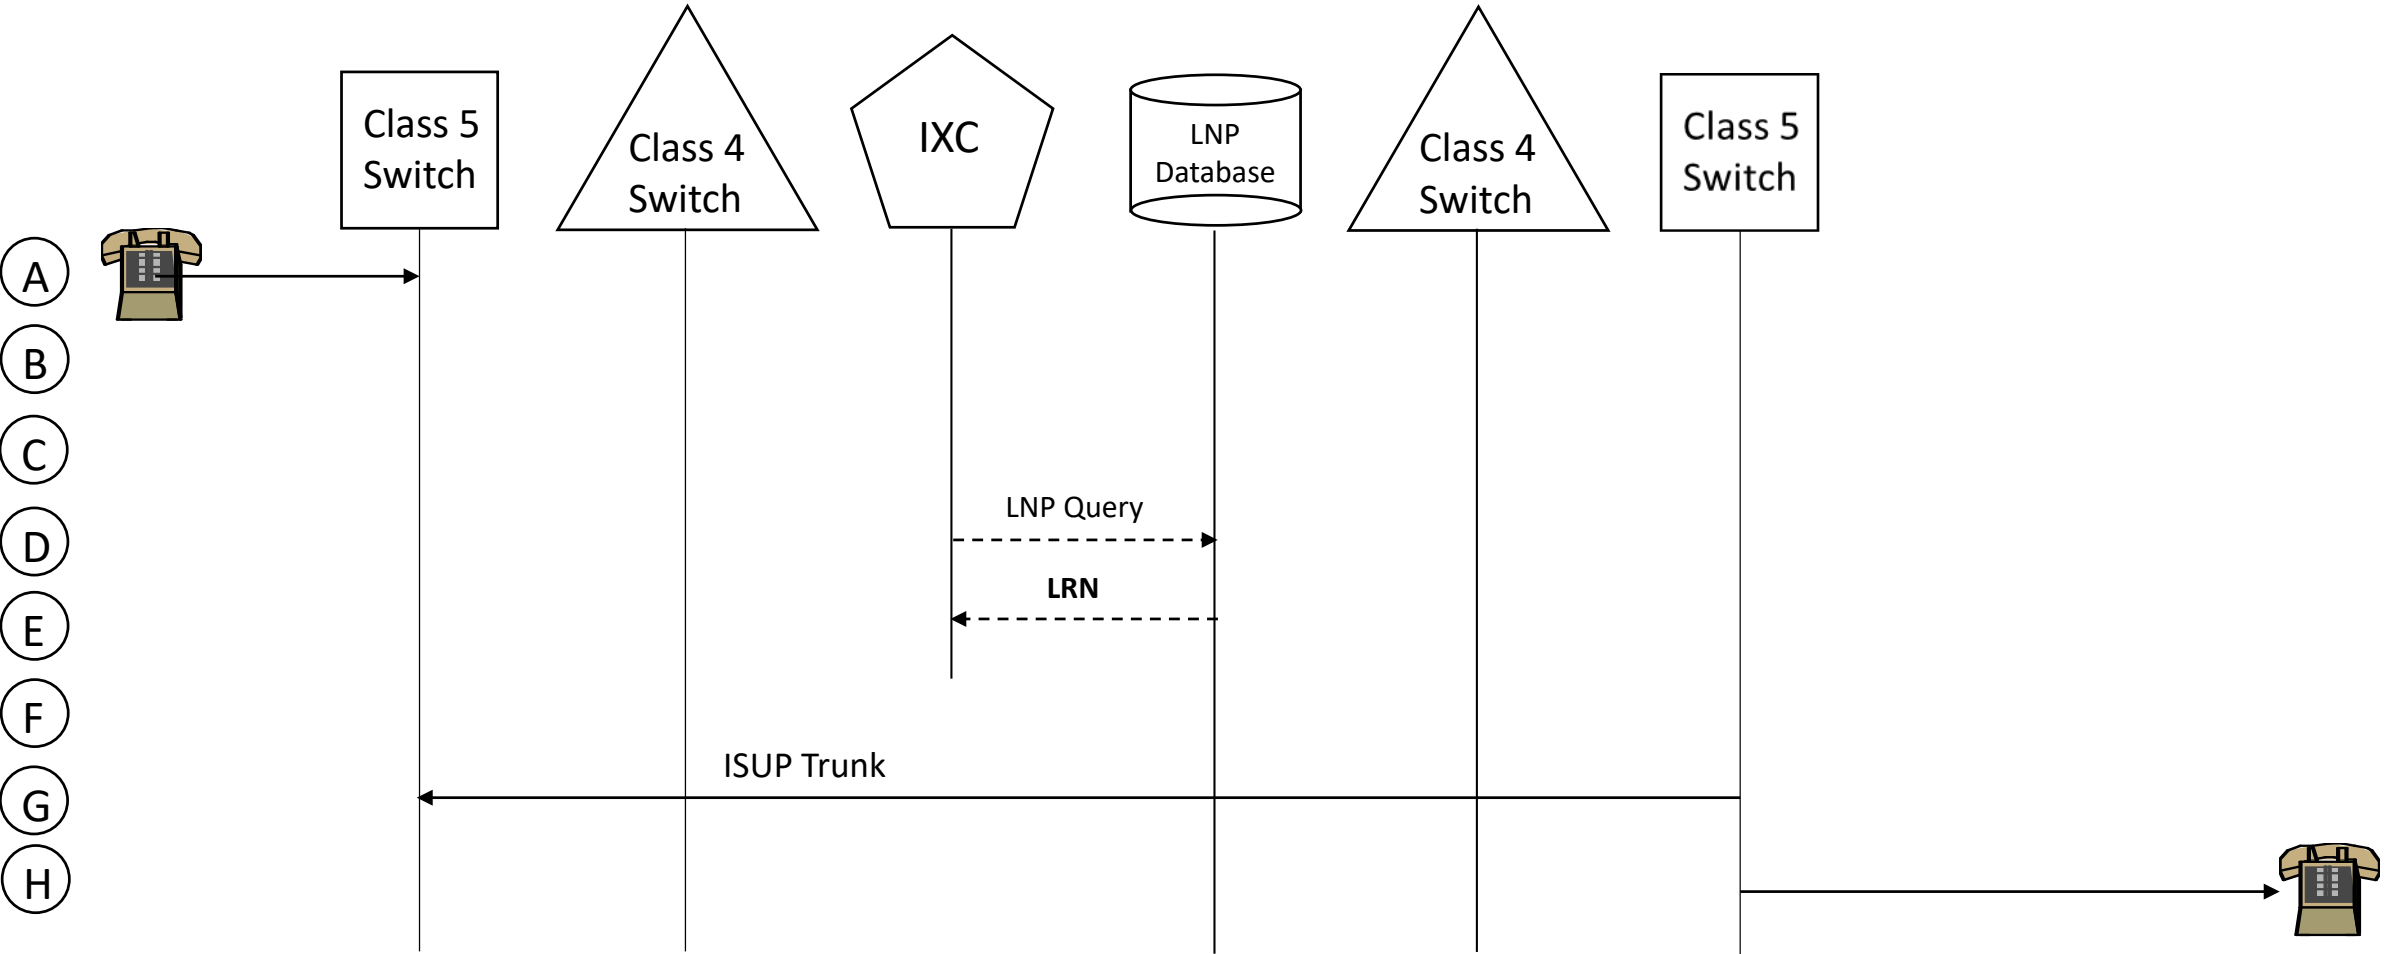 Class 5
Switch
Class 4
Switch
IXC
LNP
Database
Class 4
Switch
Class 5
Switch
A
B
C
D
LNP Query
E
LRN
F
G
ISUP Trunk
H